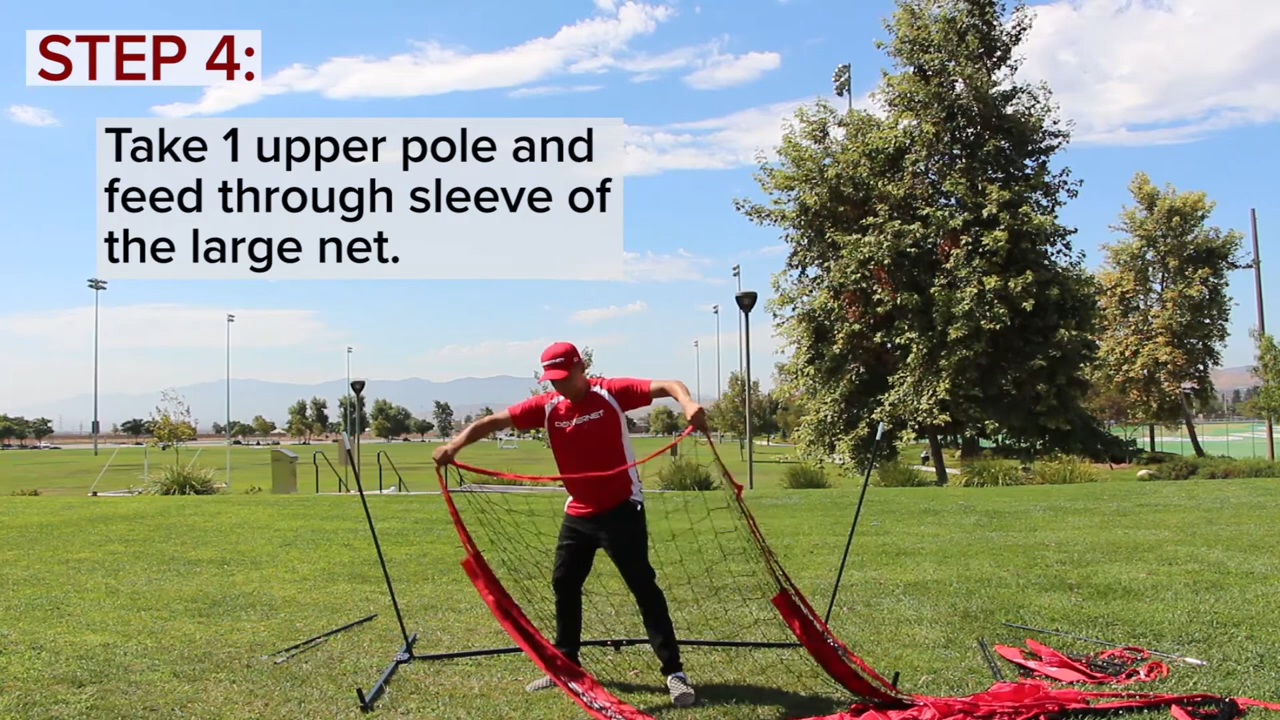 STEP 4:
Take 1 upper pole and
feed through sleeve of
the large net.
POWERNET